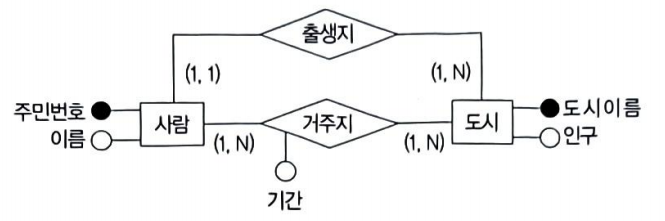 출생지
(1, 1)
(1, N)
주민번호
사람
거주지
도시
도시이름
이름
(1, N)
(1, N)
인구
기간